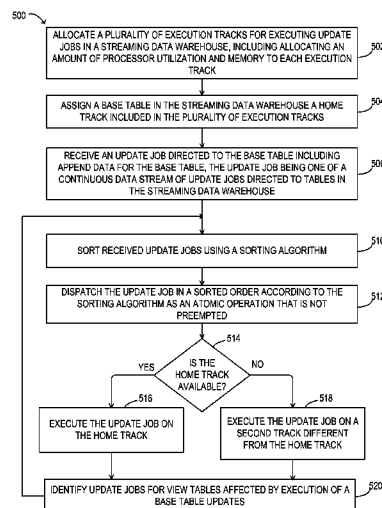 500
ALLOCATE A PLURALITY OF EXECUTION TRACKS FOR EXECUTING UPDATE
JOBS IN A STREAMING DATA WAREHOUSE, INCLUDING ALLOCATING AN
AMOUNT OF PROCESSOR UTILIZATION AND MEMORY TO EACH EXECUTION
TRACK
502
ASSIGN A BASE TABLE IN THE STREAMING DATA WAREHOUSE A HOME
TRACK INCLUDED IN THE PLURALITY OF EXECUTION TRACKS
504
RECEIVE AN UPDATE JOB DIRECTED TO THE BASE TABLE INCLUDING
APPEND DATA FOR THE BASE TABLE, THE UPDATE JOB BEING ONE OF A
CONTINUOUS DATA STREAM OF UPDATE JOBS DIRECTED TO TABLES IN
THE STREAMING DATA WAREHOUSE
506
SORT RECEIVED UPDATE JOBS USING A SORTING ALGORITHM
510
DISPATCH THE UPDATE JOB IN A SORTED ORDER ACCORDING TO THE
SORTING ALGORITHM AS AN ATOMIC OPERATION THAT IS NOT
PREEMPTED
512
514
IS THE
HOME TRACK
AVAILABLE?
YES
NO
516
EXECUTE THE UPDATE JOB ON
THE HOME TRACK
518
EXECUTE THE UPDATE JOB ON A
SECOND TRACK DIFFERENT
FROM THE HOME TRACK
IDENTIFY UPDATE JOBS FOR VIEW TABLES AFFECTED BY EXECUTION OF A
BASE TABLE UPDATES
520